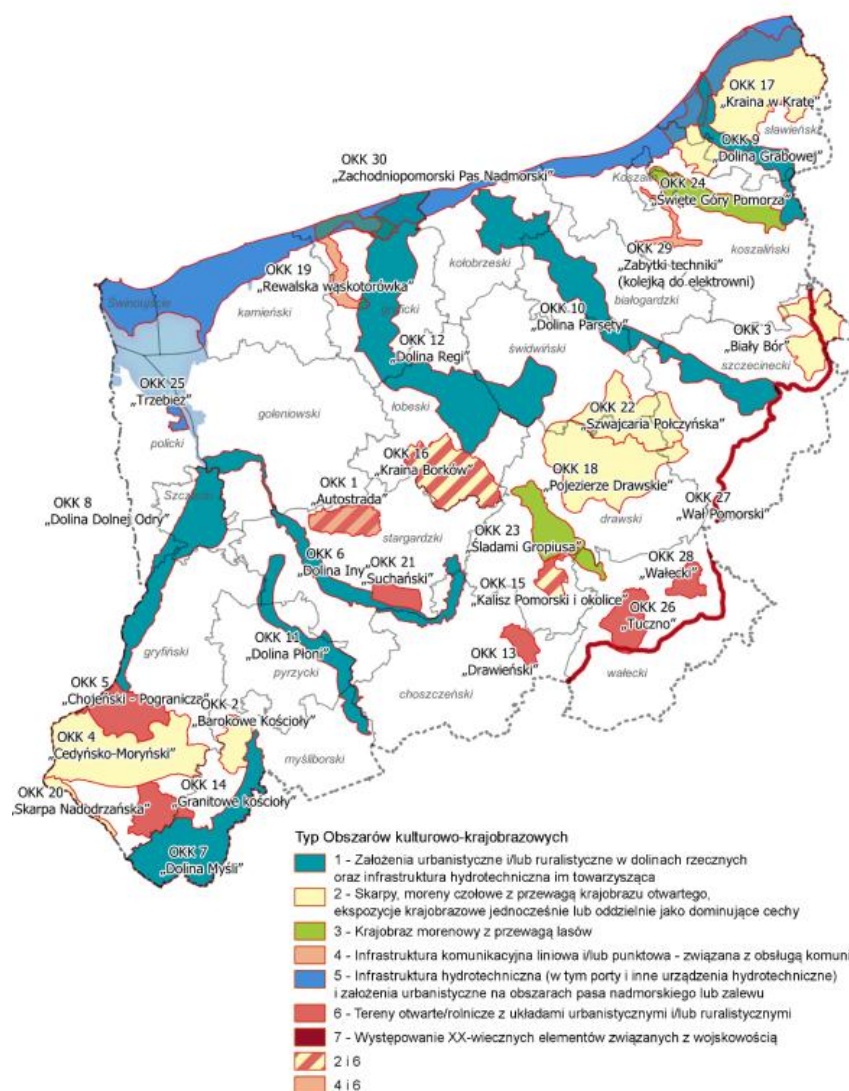 OKK 17
„Kraina w Kratę"
sławieński
OKK 9
„Dolina Grabowej"
OKK 30
„Zachodniopomorski Pas Nadmorski"
Koszalin
OKK 24
„Święte Góry Pomorza"
koszaliński
OKK 29
„Zabytki techniki"
(kolejką do elektrowni)
białogardzki
kołobrzeski
OKK 19
„Rewalska wąskotorówka"
gryficki
kamieński
Świnoujście
OKK 10
„Dolina Parsęty"
OKK 3
„Biały Bór"
szczecinecki
OKK 12
„Dolina Regi"
świdwiński
OKK 25
„Trzebież"
policki
goleniowski
łobeski
OKK 22
„Szwajcaria Połczyńska"
OKK 16
„Kraina Borków"
OKK 18
„Pojezierze Drawskie"
OKK 1
„Autostrada"
Szczecin
OKK 8
„Dolina Dolnej Odry"
stargardzki
drawski
OKK 27
„Wał Pomorski"
OKK 23
„Śladami Gropiusa"
OKK 6
„Dolina Iny"
OKK 21
„Suchański"
OKK 28
„Wałecki"
OKK 15
„Kalisz Pomorski i okolice"
OKK 26
„Tuczno"
OKK 11
„Dolina Płoni"
pyrzycki
OKK 13
„Drawieński"
gryfiński
choszczeński
wałecki
OKK 5
„Chojeński - Pogranicza"
OKK 2
„Barokowe Kościoły"
OKK 4
„Cedyńsko-Moryński"
myśliborski
OKK 20
„Skarpa Nadodrzańska"
OKK 14
„Granitowe kościoły"
OKK 7
„Dolina Myśli"
Typ Obszarów kulturowo-krajobrazowych
1 - Założenia urbanistyczne i/lub ruralistyczne w dolinach rzecznych
oraz infrastruktura hydrotechniczna im towarzysząca
2 - Skarpy, moreny czołowe z przewagą krajobrazu otwartego,
ekspozycje krajobrazowe jednocześnie lub oddzielnie jako dominujące cechy
3 - Krajobraz morenowy z przewagą lasów
4 - Infrastruktura komunikacyjna liniowa i/lub punktowa - związana z obsługą komuni
5 - Infrastruktura hydrotechniczna (w tym porty i inne urządzenia hydrotechniczne)
i założenia urbanistyczne na obszarach pasa nadmorskiego lub zalewu
6 - Tereny otwarte/rolnicze z układami urbanistycznymi i/lub ruralistycznymi
7 - Występowanie XX-wiecznych elementów związanych z wojskowością
2 i 6
4 i 6